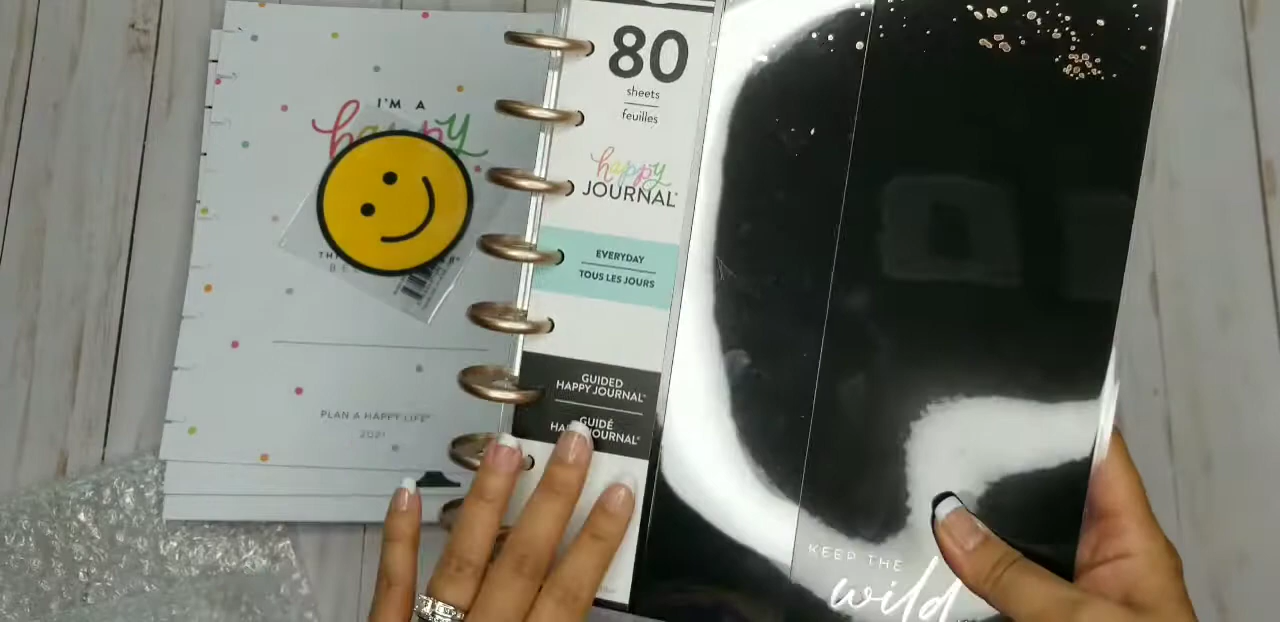 I'M A
happy
PLAN A HAPPY LIFE™
2021
80
sheets
feuilles
happy
JOURNAL®
EVERYDAY
TOUS LES JOURS
GUIDED
HAPPY JOURNAL®
GUIDÉ
JOURNAL®
KEEP THE
wild